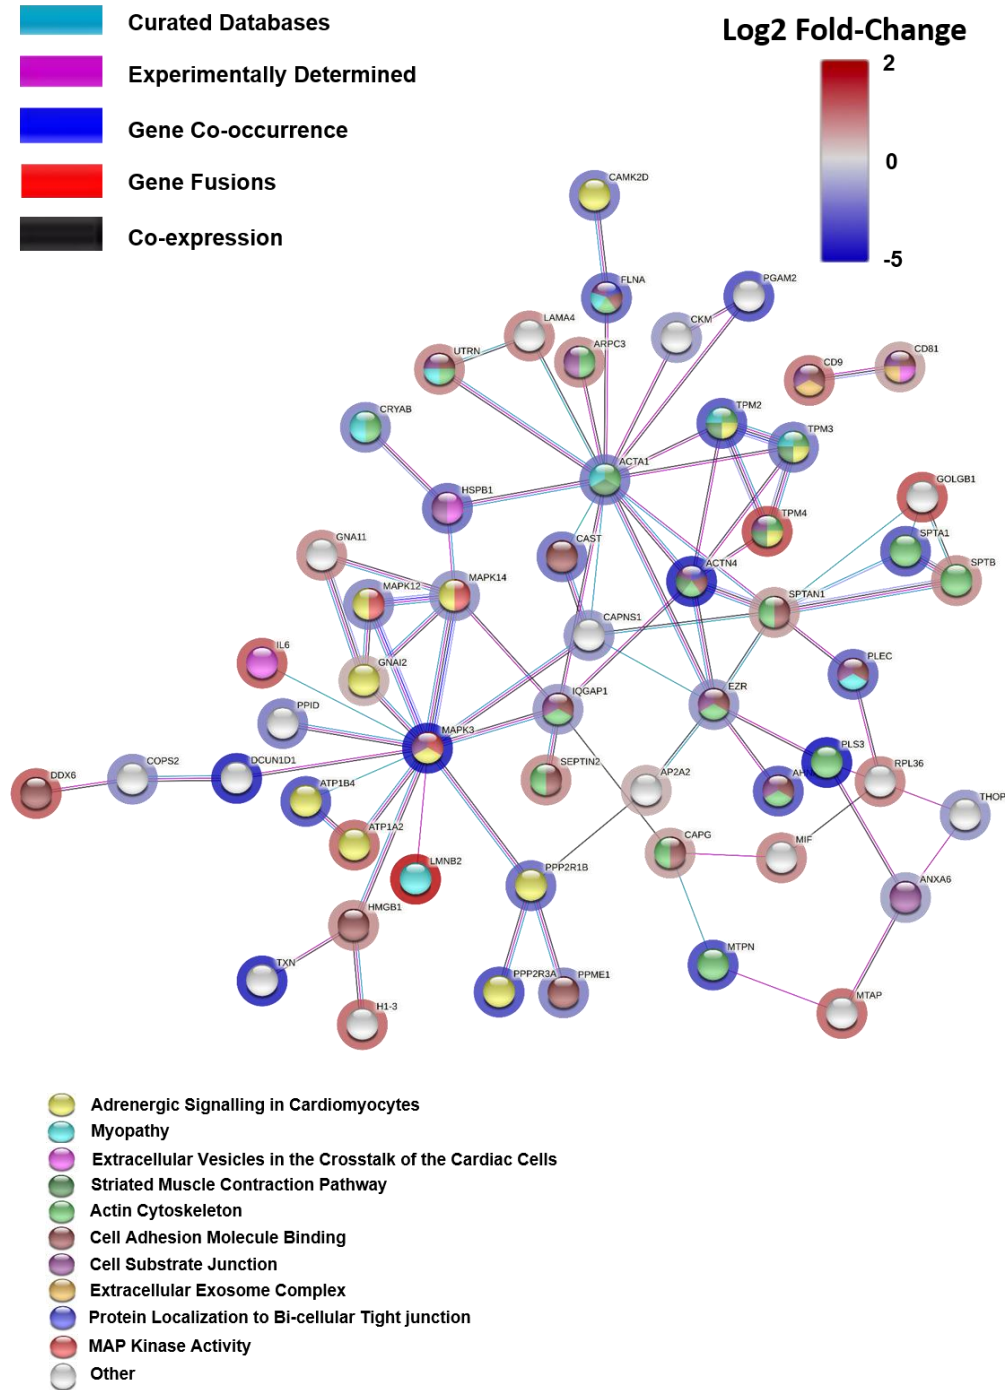 Curated Databases
Log2 Fold-Change
Experimentally Determined
2
Gene Co-occurrence
0
Gene Fusions
Co-expression
-5
CAMK2D
FLNA
PGAM2
LAMA4
CKM
UTRN
ARPC3
CD9
CD81
CRYAB
TPM2
TPM3
ACTA1
HSPB1
TPM4
GOLGB1
GNA11
CAST
ACTN4
SPTA1
SPTB
MAPK12
MAPK14
CAPNS1
SPTAN1
IL6
GNAI2
IQGAP1
EZR
PLEC
PPID
MAPK3
PLS3
DDX6
COPS2
DCUN1D1
ATP1B4
SEPTIN2
AP2A2
RPL36
THOP
ATP1A2
LMNB2
CAPG
MIF
PPP2R1B
ANXA6
HMGB1
TXN
PPP2R3A
PPME1
MTPN
H1-3
MTAP
Adrenergic Signalling in Cardiomyocytes
Myopathy
Extracellular Vesicles in the Crosstalk of the Cardiac Cells
Striated Muscle Contraction Pathway
Actin Cytoskeleton
Cell Adhesion Molecule Binding
Cell Substrate Junction
Extracellular Exosome Complex
Protein Localization to Bi-cellular Tight junction
MAP Kinase Activity
Other